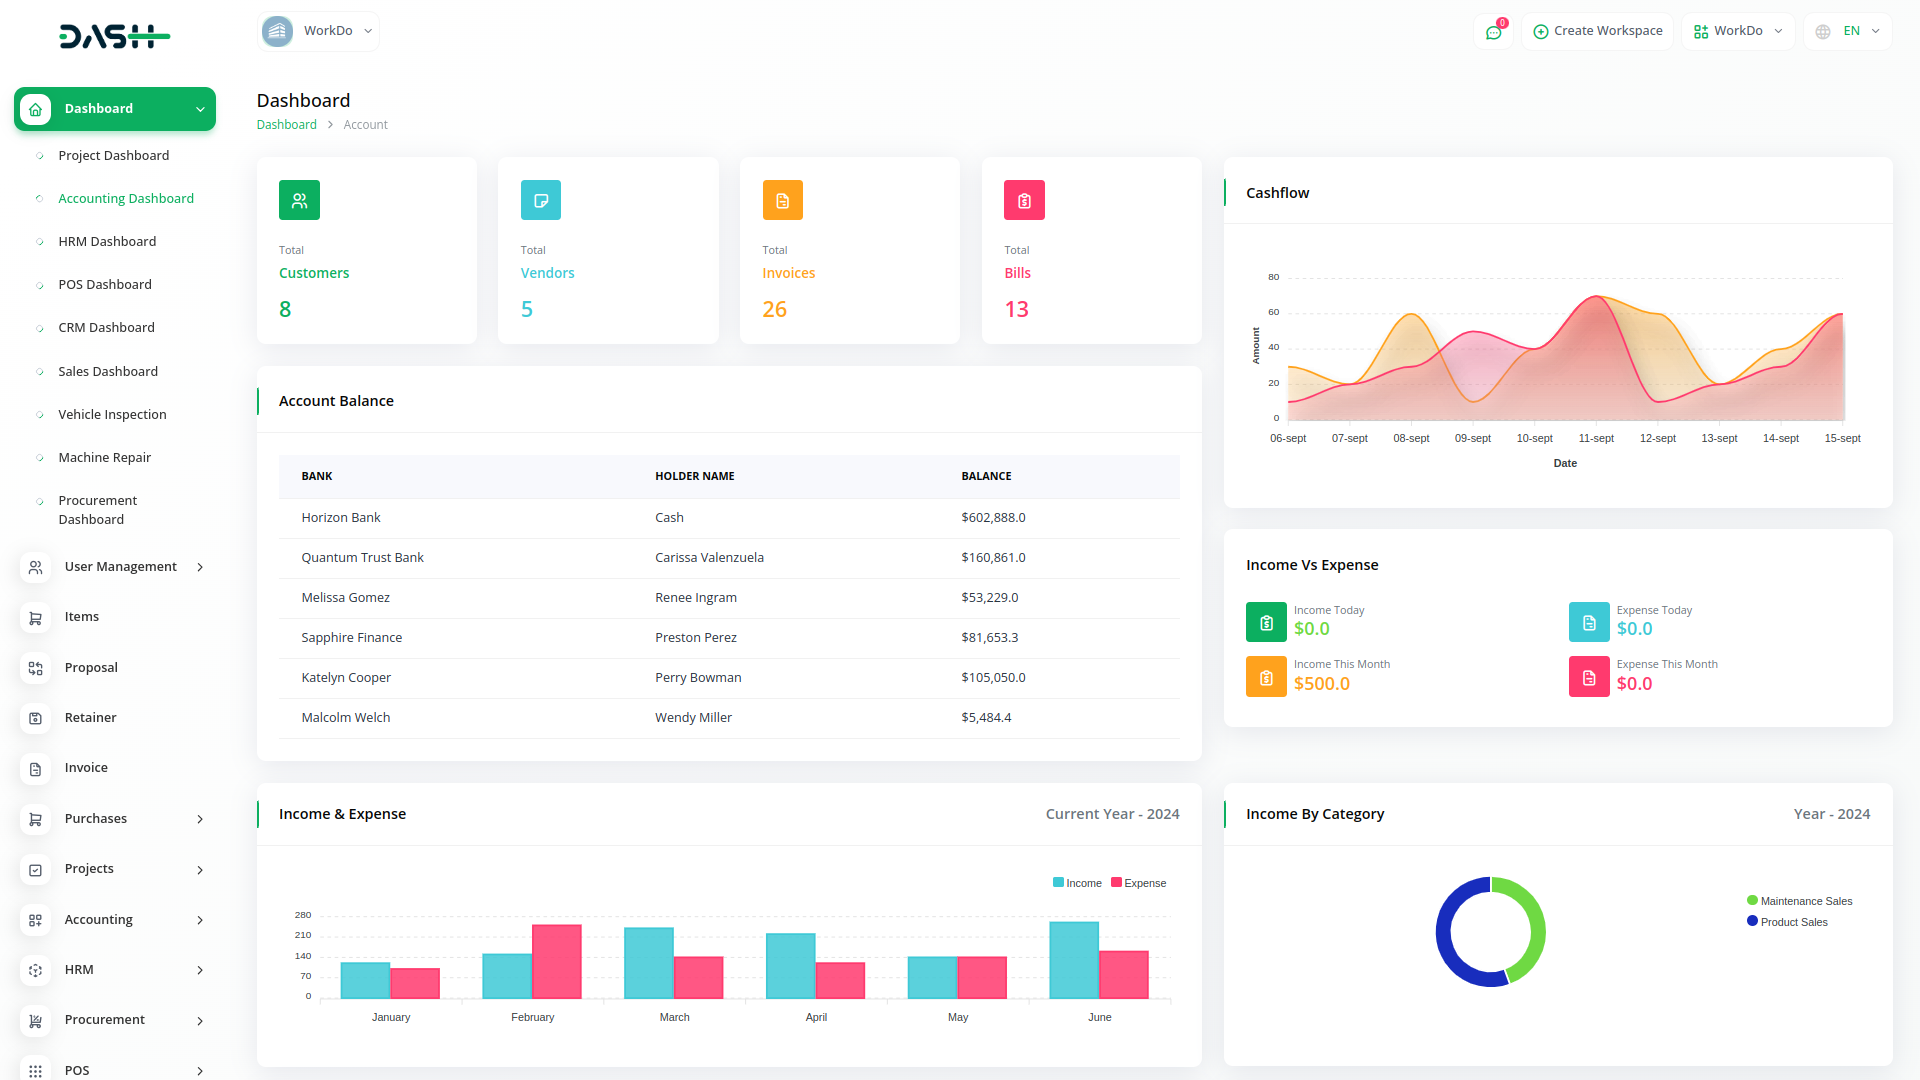 DASH
WorkDo
0
Create Workspace
WorkDo
EN
Dashboard
Project Dashboard
Accounting Dashboard
HRM Dashboard
POS Dashboard
CRM Dashboard
Sales Dashboard
Vehicle Inspection
Machine Repair
Procurement
Dashboard
User Management
Items
Proposal
Retainer
Invoice
Purchases
Projects
Accounting
HRM
Procurement
POS
Dashboard
Dashboard > Account
Total
Customers
8
Total
Vendors
5
Total
Invoices
26
Total
Bills
13
Account Balance
BANK HOLDER NAME BALANCE
Horizon Bank Cash $602,888.0
Quantum Trust Bank Carissa Valenzuela $160,861.0
Melissa Gomez Renee Ingram $53,229.0
Sapphire Finance Preston Perez $81,653.3
Katelyn Cooper Perry Bowman $105,050.0
Malcolm Welch Wendy Miller $5,484.4
Cashflow
Amount
80
60
40
20
0
06-sept 07-sept 08-sept 09-sept 10-sept 11-sept 12-sept 13-sept 14-sept 15-sept
Date
Income Vs Expense
Income Today
$0.0
Expense Today
$0.0
Income This Month
$500.0
Expense This Month
$0.0
Income & Expense Current Year - 2024
Income Expense
280
210
140
70
0
January February March April May June
Income By Category Year - 2024
Maintenance Sales
Product Sales